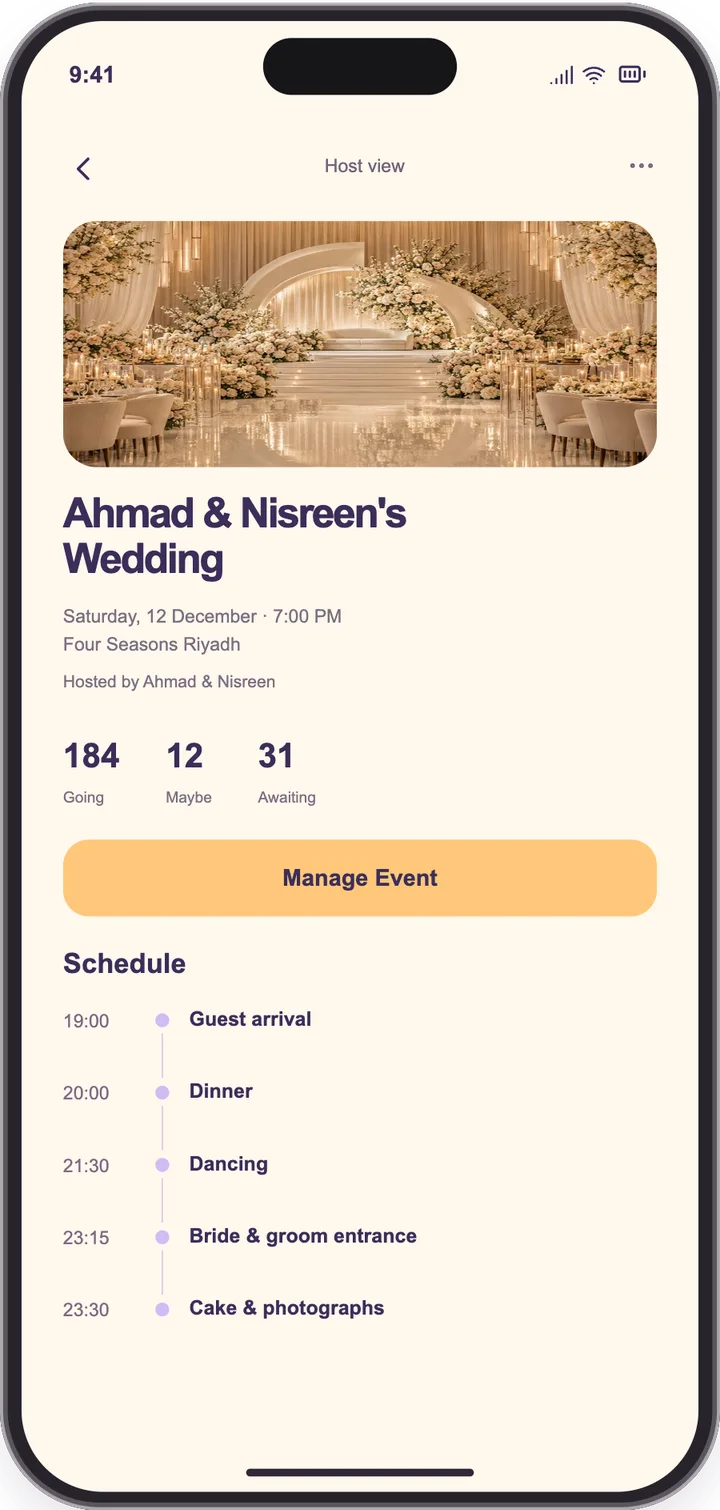 9:41
Host view
Ahmad & Nisreen's
Wedding
Saturday, 12 December · 7:00 PM
Four Seasons Riyadh
Hosted by Ahmad & Nisreen
184 12 31
Going Maybe Awaiting
Manage Event
Schedule
19:00 Guest arrival
20:00 Dinner
21:30 Dancing
23:15 Bride & groom entrance
23:30 Cake & photographs